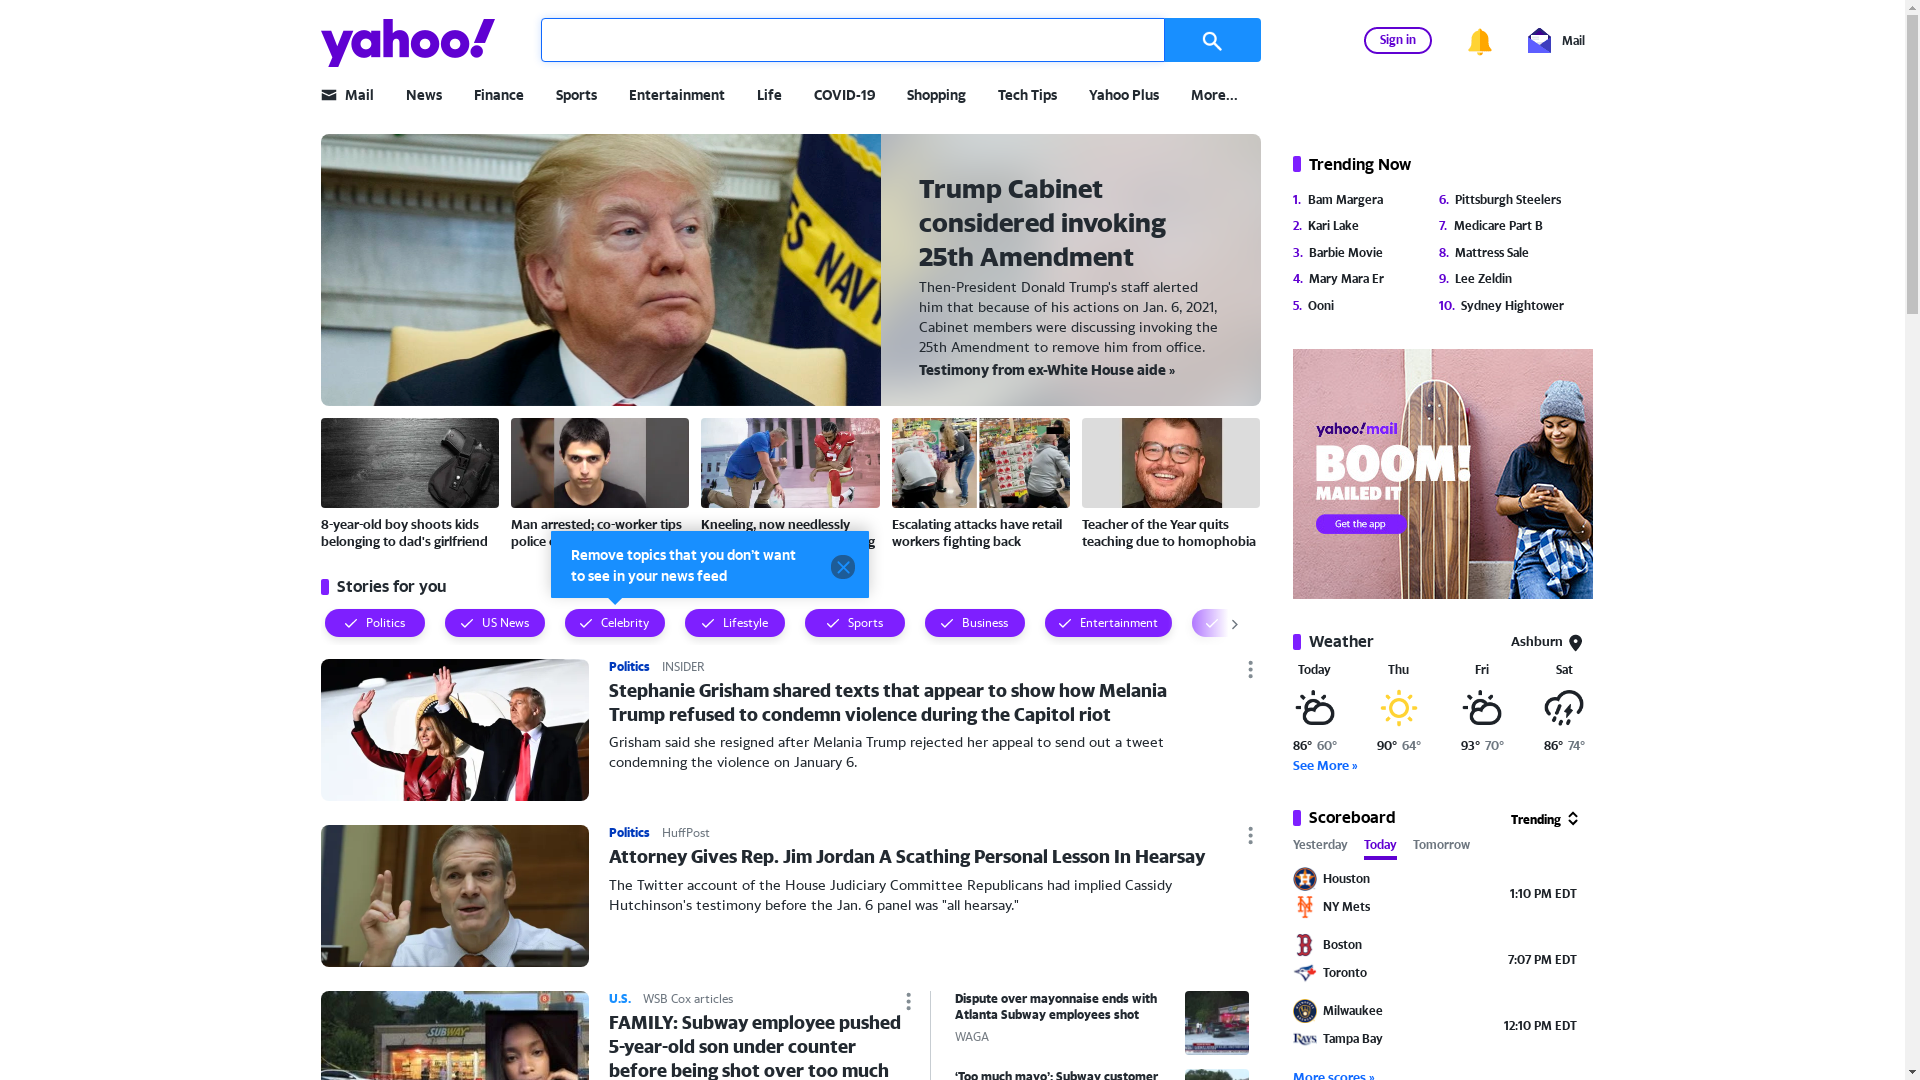 yahoo!
Sign in
Mail
Mail
News
Finance
Sports
Entertainment
Life
COVID-19
Shopping
Tech Tips
Yahoo Plus
More...
Trump Cabinet
considered invoking
25th Amendment
Then-President Donald Trump's staff alerted
him that because of his actions on Jan. 6, 2021,
Cabinet members were discussing invoking the
25th Amendment to remove him from office.
Testimony from ex-White House aide »
ES NAVY
8-year-old boy shoots kids
belonging to dad's girlfriend
Man arrested; co-worker tips
police
Kneeling, now needlessly
Escalating attacks have retail
workers fighting back
Teacher of the Year quits
teaching due to homophobia
Remove topics that you don't want
to see in your news feed
Stories for you
Politics
US News
Celebrity
Lifestyle
Sports
Business
Entertainment
Politics
INSIDER
Stephanie Grisham shared texts that appear to show how Melania
Trump refused to condemn violence during the Capitol riot
Grisham said she resigned after Melania Trump rejected her appeal to send out a tweet
condemning the violence on January 6.
Politics
HuffPost
Attorney Gives Rep. Jim Jordan A Scathing Personal Lesson In Hearsay
The Twitter account of the House Judiciary Committee Republicans had implied Cassidy
Hutchinson's testimony before the Jan. 6 panel was "all hearsay."
SUBWAY
U.S.
WSB Cox articles
FAMILY: Subway employee pushed
5-year-old son under counter
before being shot over too much
Dispute over mayonnaise ends with
Atlanta Subway employees shot
WAGA
'Too much mayo': Subway customer
Trending Now
1. Bam Margera
2. Kari Lake
3. Barbie Movie
4. Mary Mara Er
5. Ooni
6. Pittsburgh Steelers
7. Medicare Part B
8. Mattress Sale
9. Lee Zeldin
10. Sydney Hightower
yahoo!mail
BOOM!
MAILED IT
Get the app
Weather
Ashburn
Today
Thu
Fri
Sat
86° 60°
90° 64°
93° 70°
86° 74°
See More »
Scoreboard
Trending
Yesterday
Today
Tomorrow
Houston
NY Mets
1:10 PM EDT
Boston
Toronto
7:07 PM EDT
Milwaukee
RAYS
Tampa Bay
12:10 PM EDT
More scores »